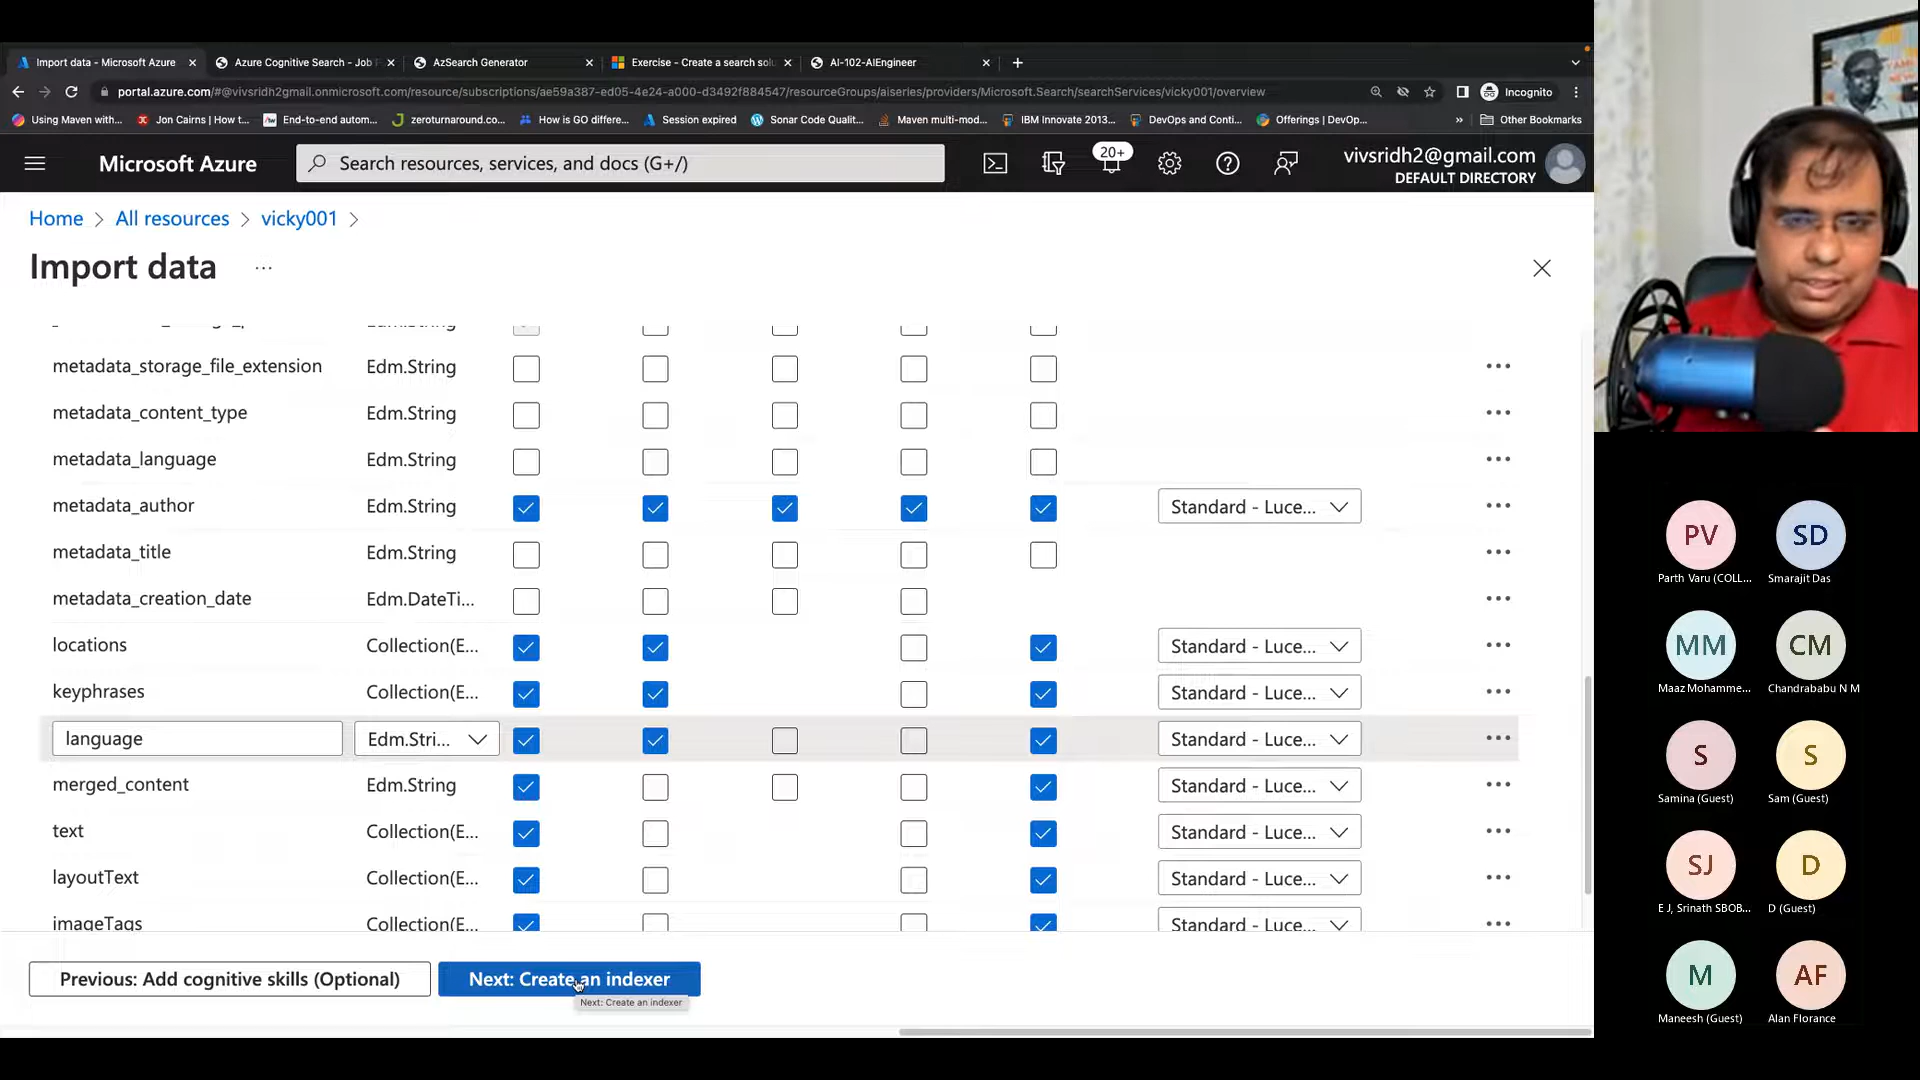 Import data - Microsoft Azure
Azure Cognitive Search - Job
AzSearch Generator
Exercise - Create a search solu
AI-102-AIEngineer
portal.azure.com/#@vivsridh2gmail.onmicrosoft.com/resource/subscriptions/ae59a387-ed05-4e24-a000-d3492f884547/resourceGroups/aiseries/providers/Microsoft.Search/searchServices/vicky001/overview
Incognito
Using Maven with...
Jon Cairns | How t...
End-to-end autom...
zeroturnaround.co...
How is GO differe...
Session expired
Sonar Code Qualit...
Maven multi-mod...
IBM Innovate 2013...
DevOps and Conti...
Offerings | DevOp...
»
Other Bookmarks
Microsoft Azure
Search resources, services, and docs (G+/)
20+
vivsridh2@gmail.com
DEFAULT DIRECTORY
Home > All resources > vicky001 >
Import data ...
metadata_storage_file_extension Edm.String
metadata_content_type Edm.String
metadata_language Edm.String
metadata_author Edm.String Standard - Luce...
metadata_title Edm.String
metadata_creation_date Edm.DateTi...
locations Collection(E... Standard - Luce...
keyphrases Collection(E... Standard - Luce...
language Edm.Stri... Standard - Luce...
merged_content Edm.String Standard - Luce...
text Collection(E... Standard - Luce...
layoutText Collection(E... Standard - Luce...
imageTags Collection(E... Standard - Luce...
Previous: Add cognitive skills (Optional)
Next: Create an indexer
Next: Create an indexer
PV
Parth Varu (COLL...
SD
Smarajit Das
MM
Maaz Mohamme...
CM
Chandrababu N M
S
Samina (Guest)
S
Sam (Guest)
SJ
E J, Srinath SBOB...
D
D (Guest)
M
Maneesh (Guest)
AF
Alan Florance